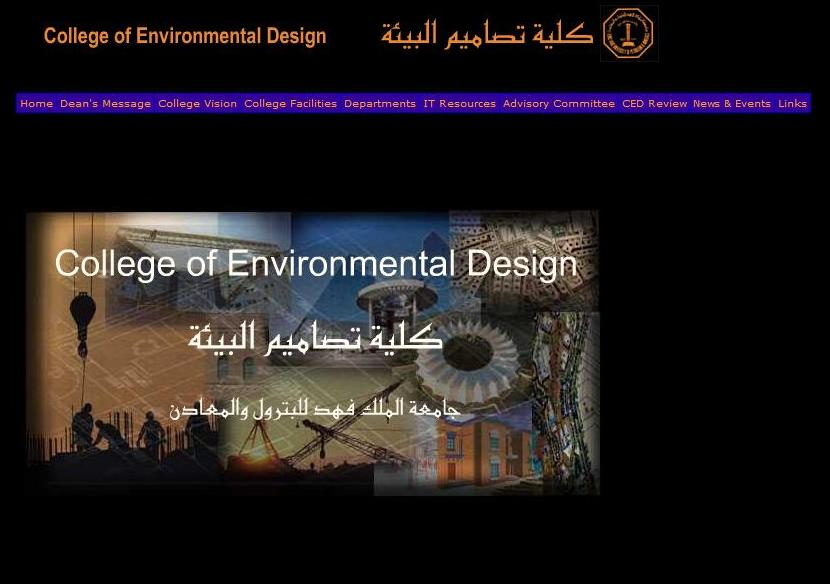 College of Environmental Design
كلية تصاميم البيئة
Home Dean's Message College Vision College Facilities Departments IT Resources Advisory Committee CED Review News & Events Links
College of Environmental Design
كلية تصاميم البيئة
جامعة الملك فهد للبترول والمعادن